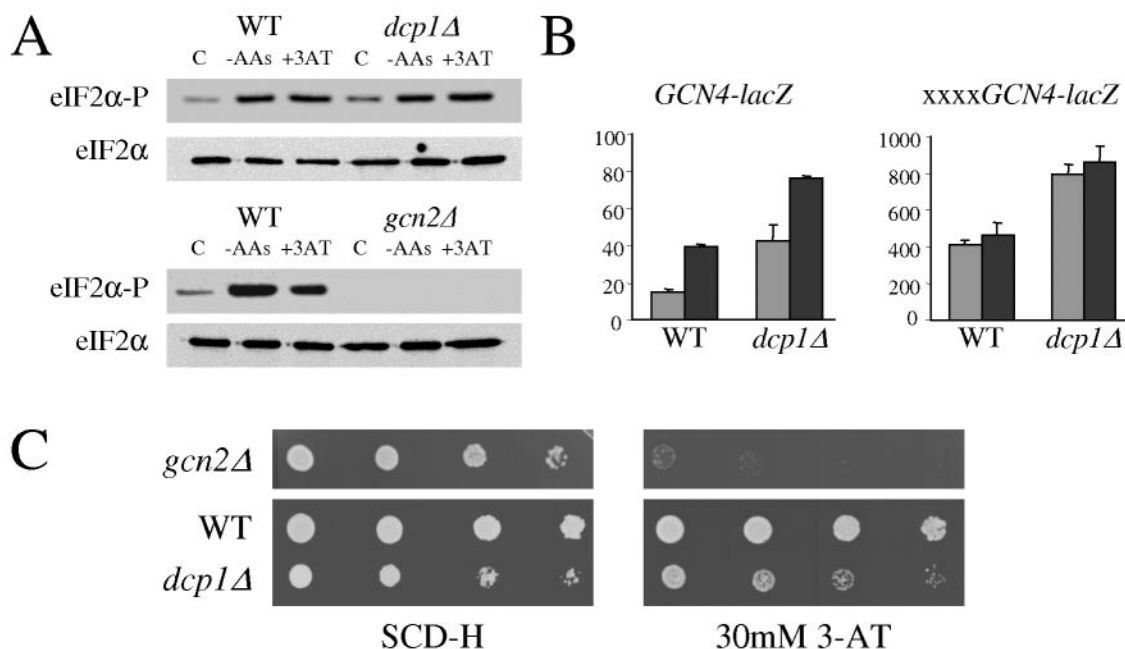 A
WT dcp1Δ
C -AAs +3AT C -AAs +3AT
eIF2α-P
eIF2α
WT gcn2Δ
C -AAs +3AT C -AAs +3AT
eIF2α-P
eIF2α
B
GCN4-lacZ
100
80
60
40
20
0
WT dcp1Δ
xxxxGCN4-lacZ
1000
800
600
400
200
0
WT dcp1Δ
C
gcn2Δ
WT
dcp1Δ
SCD-H 30mM 3-AT